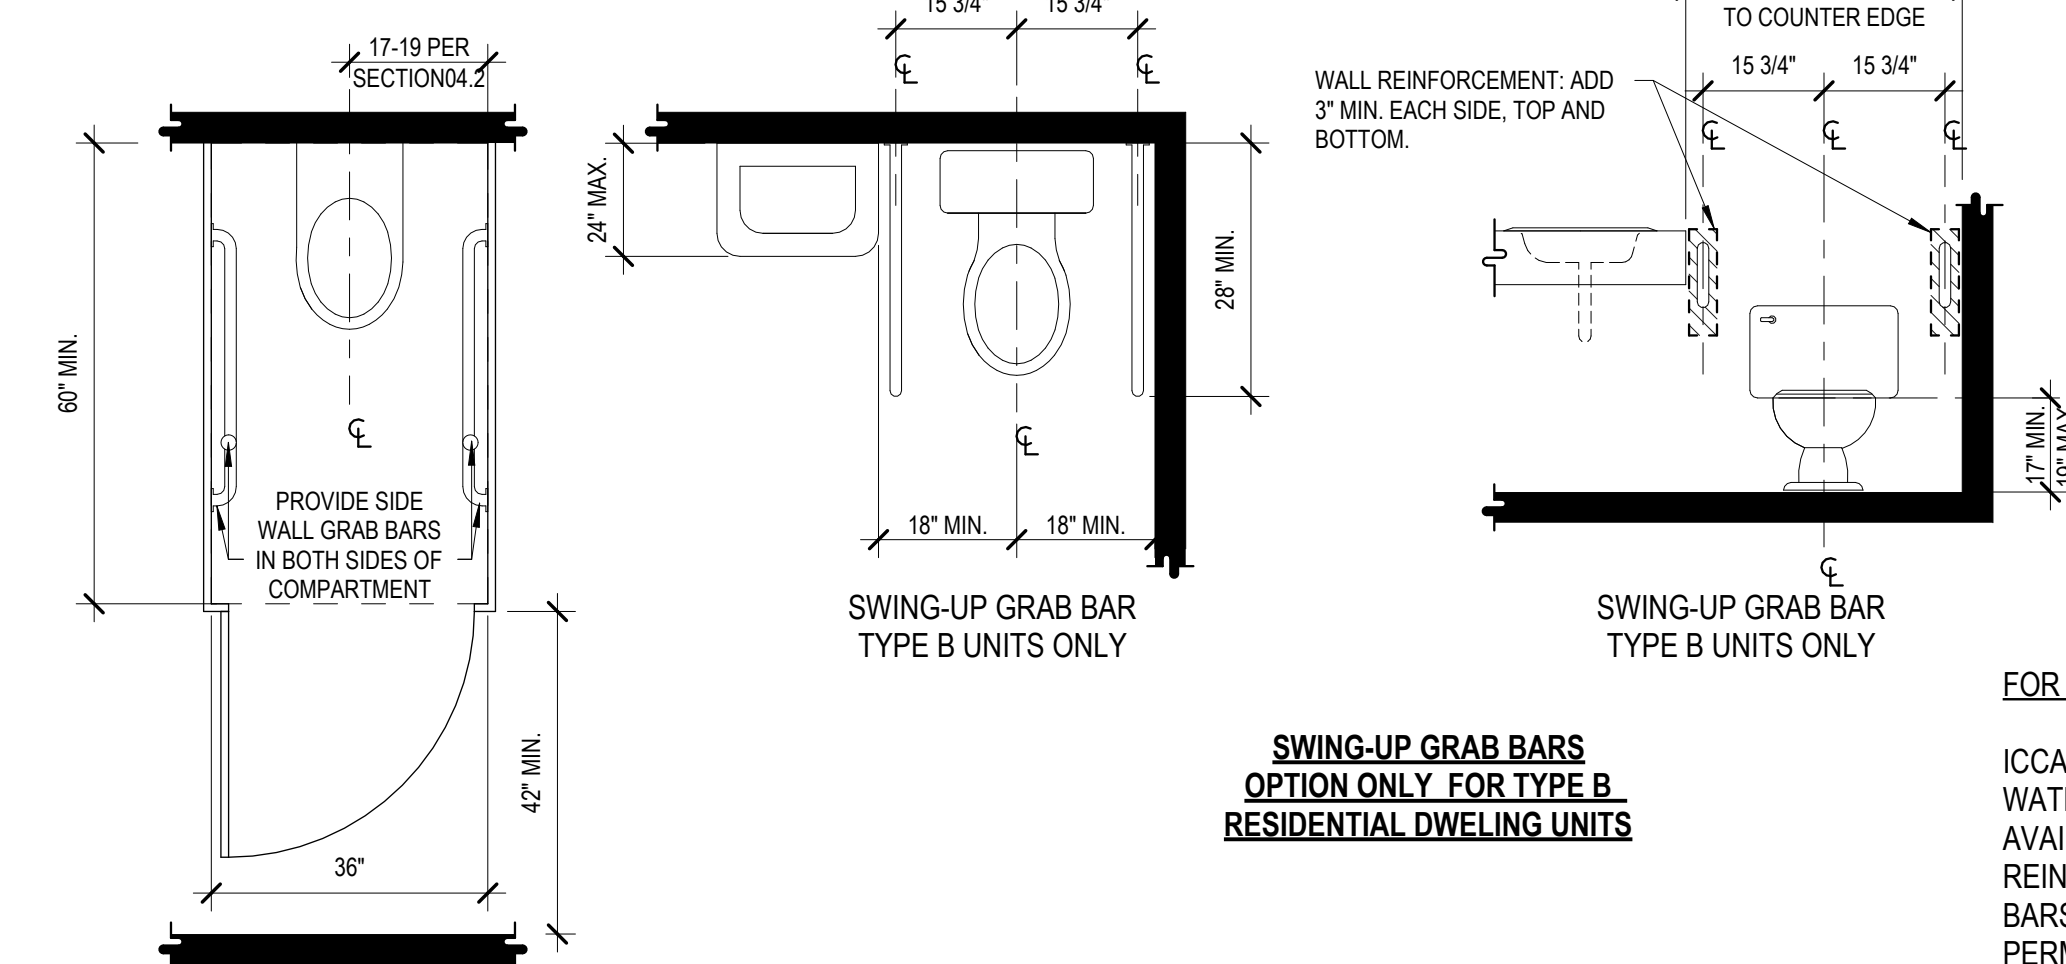 17-19 PER
SECTION04.2
60" MIN.
PROVIDE SIDE
WALL GRAB BARS
IN BOTH SIDES OF
COMPARTMENT
42" MIN.
36"
15 3/4" 15 3/4"
24" MAX.
28" MIN.
18" MIN. 18" MIN.
SWING-UP GRAB BAR
TYPE B UNITS ONLY
TO COUNTER EDGE
15 3/4" 15 3/4"
WALL REINFORCEMENT: ADD
3" MIN. EACH SIDE, TOP AND
BOTTOM.
17" MIN.
19" MAX
SWING-UP GRAB BAR
TYPE B UNITS ONLY
SWING-UP GRAB BARS
OPTION ONLY FOR TYPE B
RESIDENTIAL DWELING UNITS
FOR
ICCA
WAT
AVAI
REIN
BARS
PERM